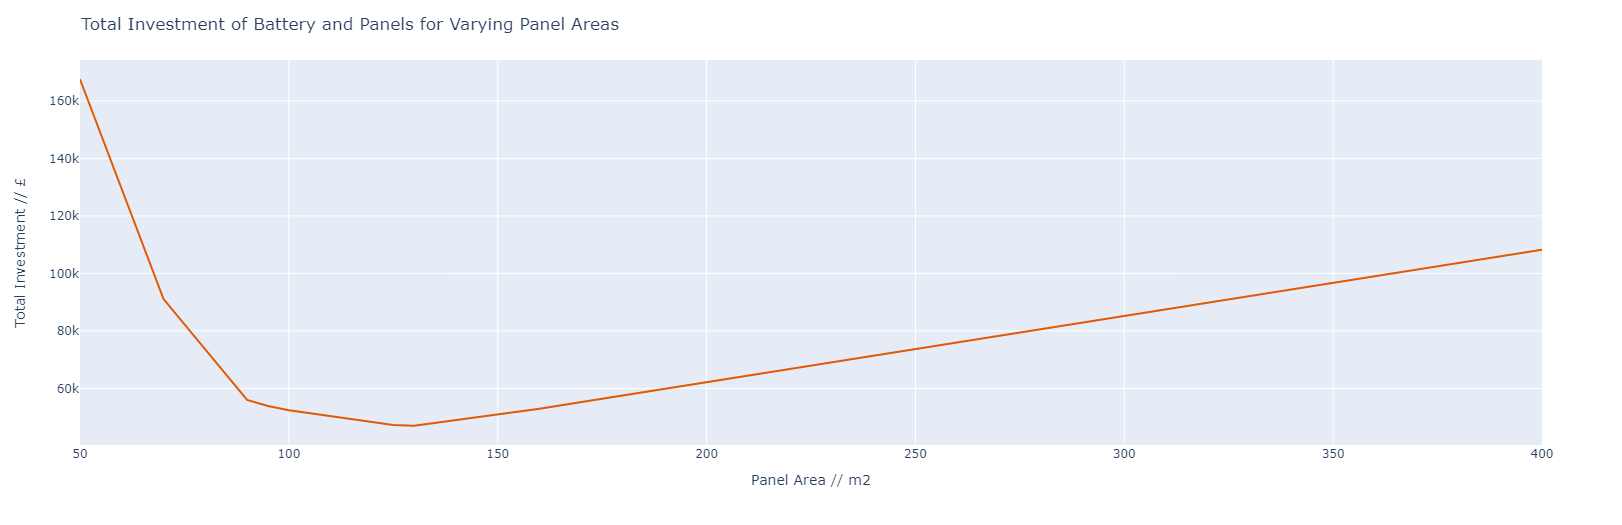 Total Investment of Battery and Panels for Varying Panel Areas
160k
140k
120k
100k
80k
60k
Total Investment // £
50 100 150 200 250 300 350 400
Panel Area // m2